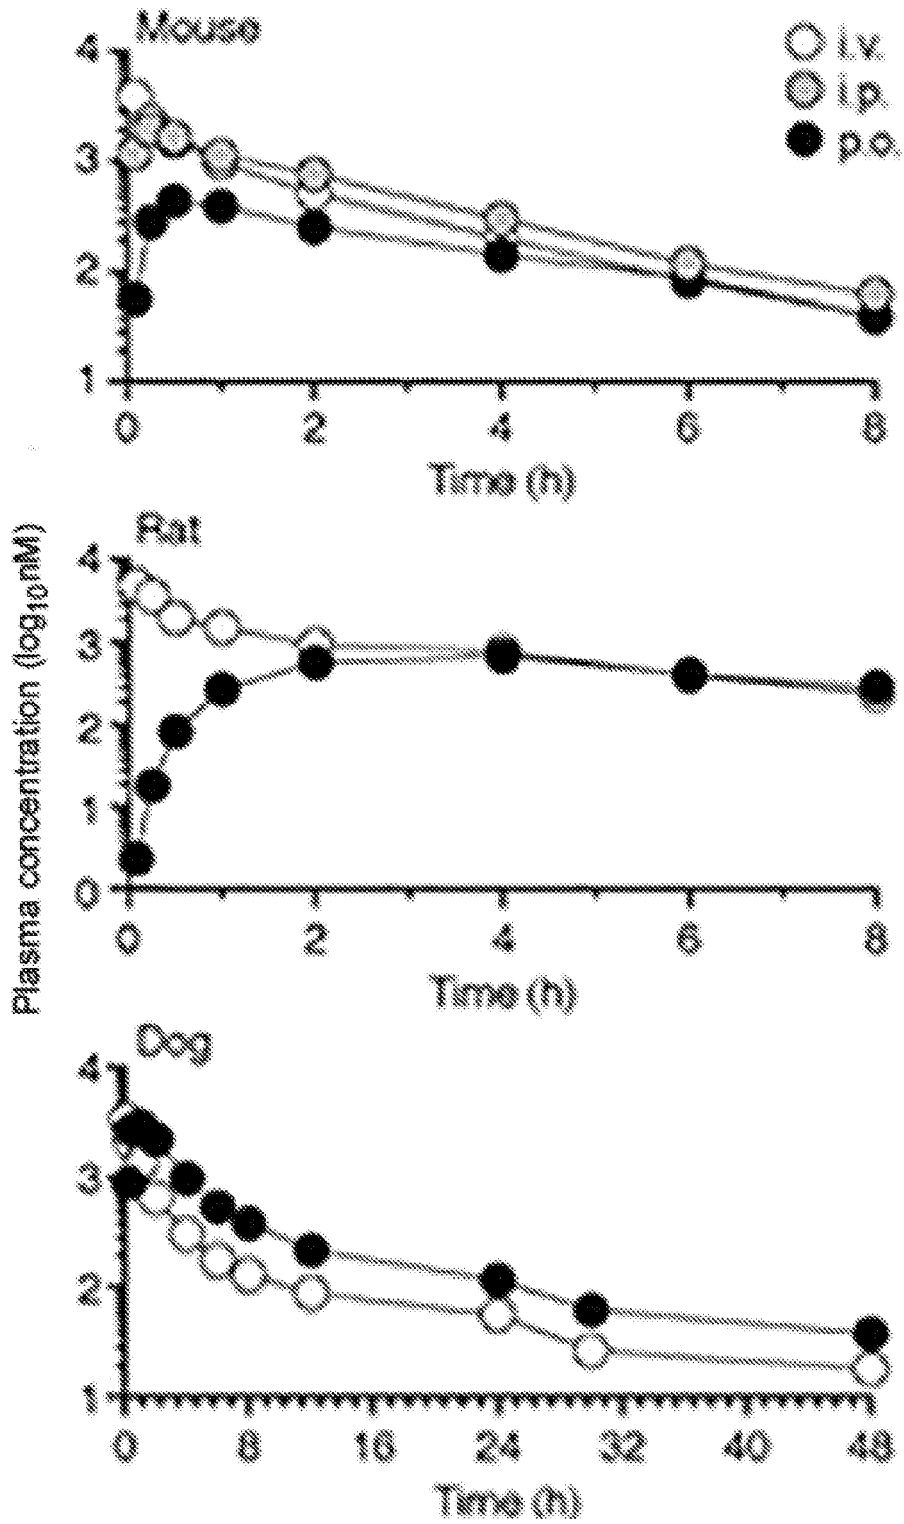 Mouse
i.v.
i.p.
p.o.
4
3
2
1
0 2 4 6 8
Time (h)
Plasma concentration (log10nM)
Rat
4
3
2
1
0
0 2 4 6 8
Time (h)
Dog
4
3
2
1
0 8 16 24 32 40 48
Time (h)